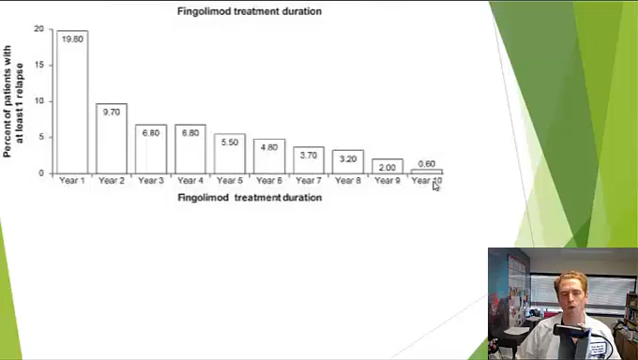 Fingolimod treatment duration
Percent of patients with
at least 1 relapse
20
15
10
5
0
19.80
9.70
6.80
6.80
5.50
4.80
3.70
3.20
2.00
0.60
Year 1
Year 2
Year 3
Year 4
Year 5
Year 6
Year 7
Year 8
Year 9
Year 10
Fingolimod treatment duration